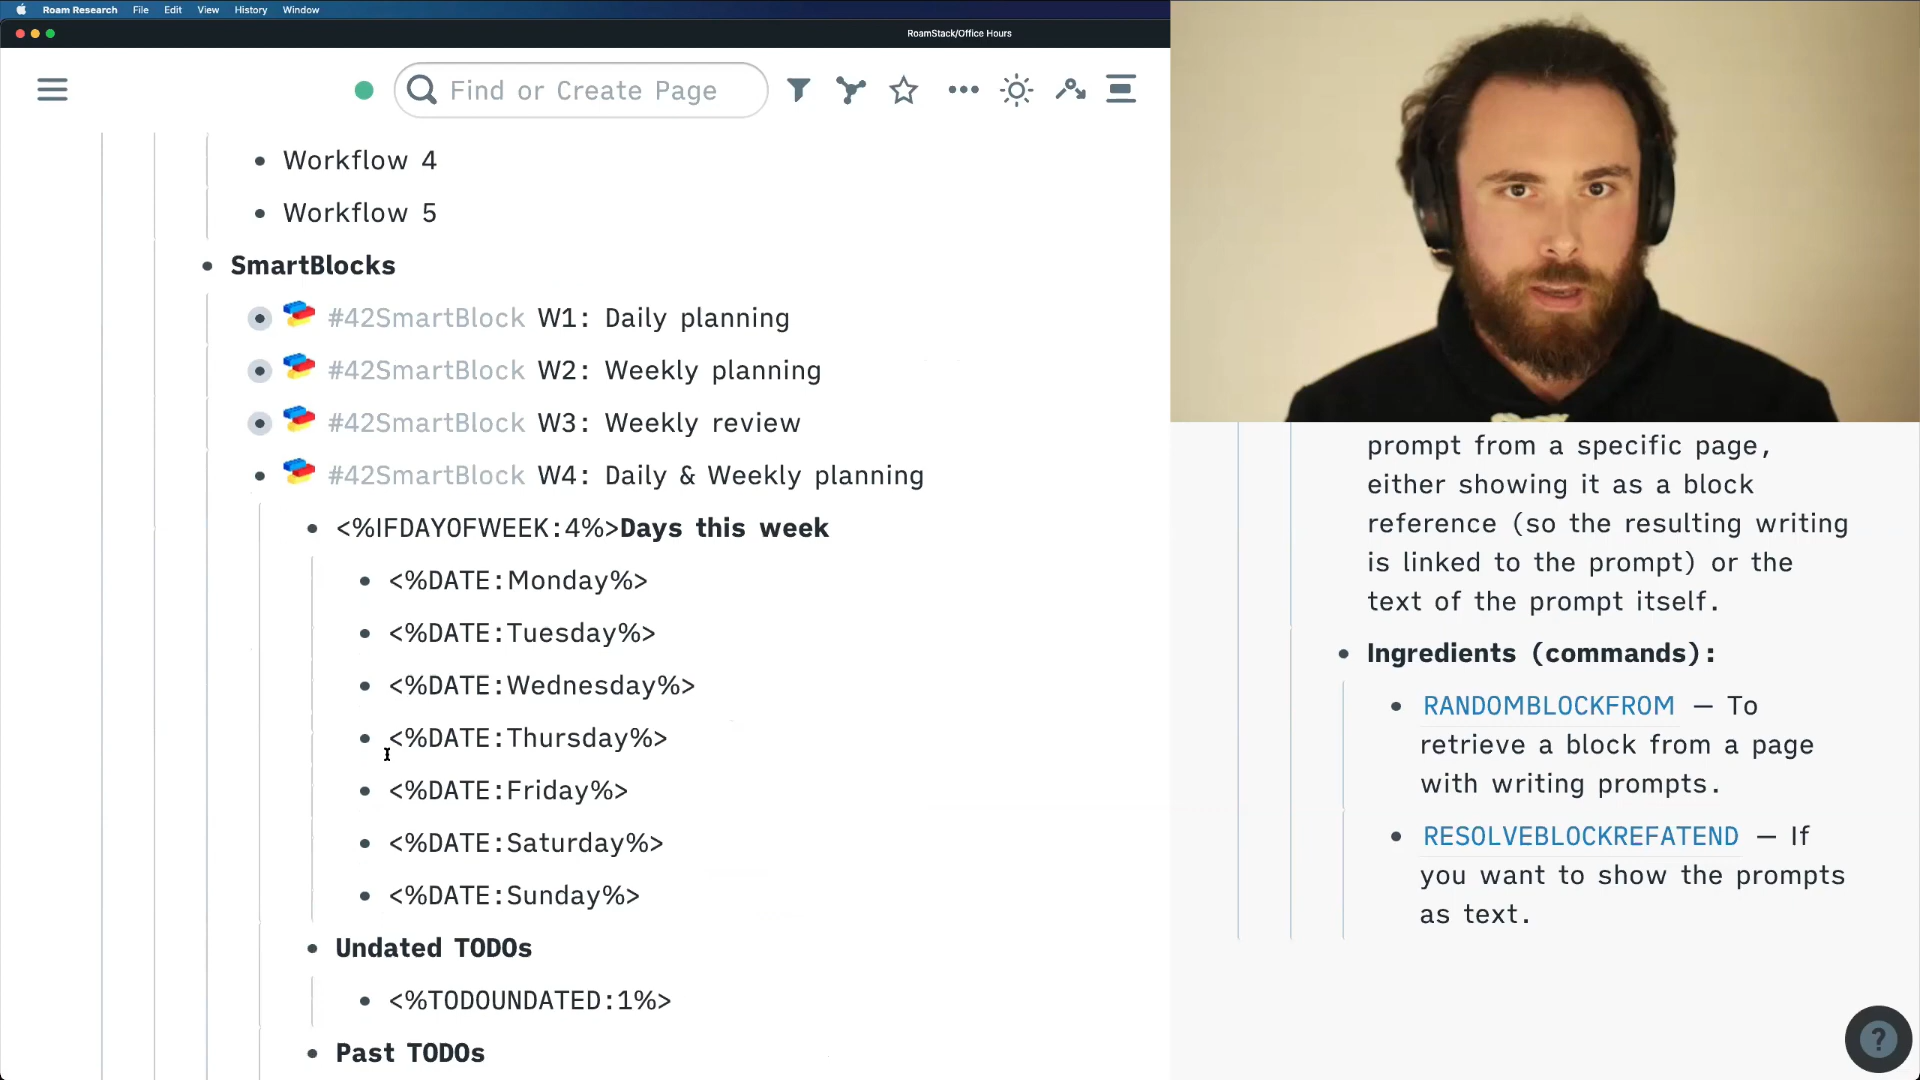 Roam Research File Edit View History Window
RoamStack/Office Hours
Find or Create Page
Workflow 4
Workflow 5
SmartBlocks
#42SmartBlock W1: Daily planning
#42SmartBlock W2: Weekly planning
#42SmartBlock W3: Weekly review
#42SmartBlock W4: Daily & Weekly planning
<%IFDAYOFWEEK:4%>Days this week
<%DATE:Monday%>
<%DATE:Tuesday%>
<%DATE:Wednesday%>
<%DATE:Thursday%>
<%DATE:Friday%>
<%DATE:Saturday%>
<%DATE:Sunday%>
Undated TODOs
<%TODOUNDATED:1%>
Past TODOs
prompt from a specific page,
either showing it as a block
reference (so the resulting writing
is linked to the prompt) or the
text of the prompt itself.
Ingredients (commands):
RANDOMBLOCKFROM — To
retrieve a block from a page
with writing prompts.
RESOLVEBLOCKREFATEND — If
you want to show the prompts
as text.
?